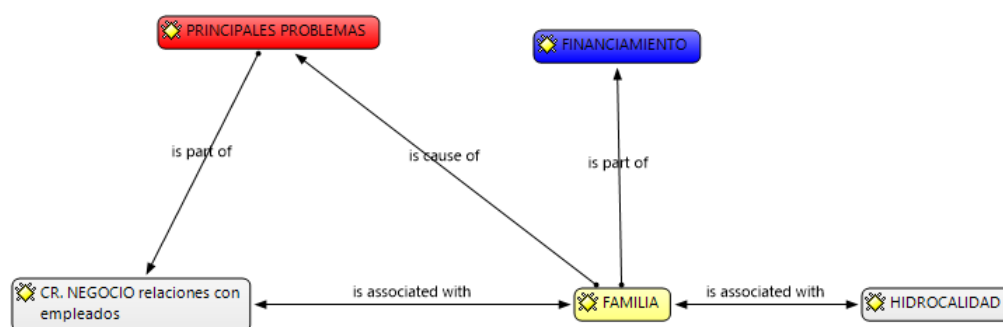 PRINCIPALES PROBLEMAS
FINANCIAMIENTO
is part of
is cause of
is part of
CR. NEGOCIO relaciones con
empleados
is associated with
FAMILIA
is associated with
HIDROCALIDAD